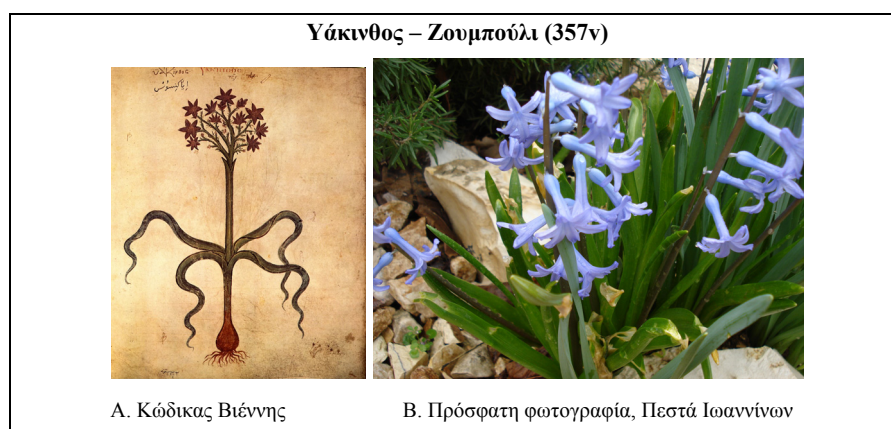 Υάκινθος – Ζουμπούλι (357v)
Α. Κώδικας Βιέννης
Β. Πρόσφατη φωτογραφία, Πεστά Ιωαννίνων